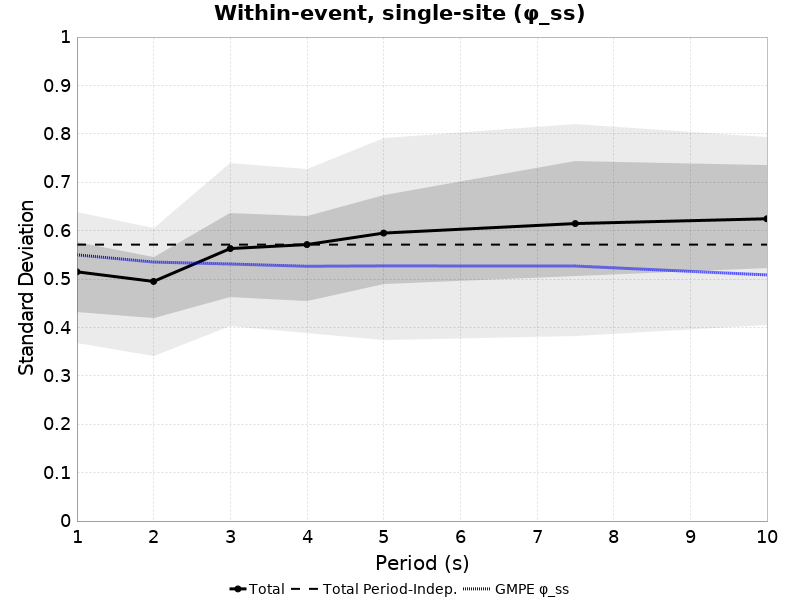 Within-event, single-site (φ_ss)
1
0.9
0.8
0.7
0.6
0.5
0.4
0.3
0.2
0.1
0
Standard Deviation
1 2 3 4 5 6 7 8 9 10
Period (s)
Total Total Period-Indep. GMPE φ_ss